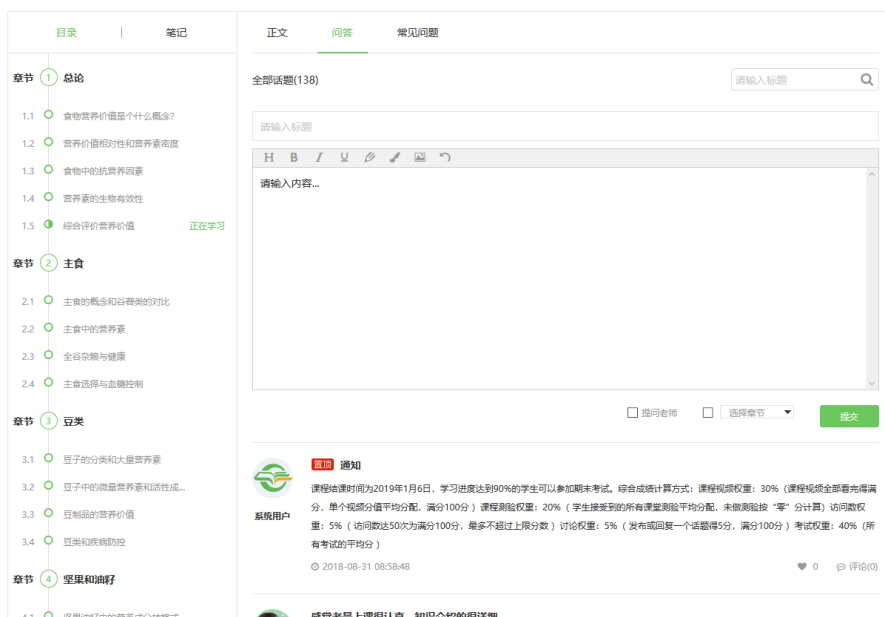 目录
笔记
章节 1 总论
1.1 食物营养价值是个什么概念?
1.2 营养价值相对性和营养素密度
1.3 食物中的抗营养因素
1.4 营养素的生物有效性
1.5 综合评价营养价值 正在学习
章节 2 主食
2.1 主食的概念和谷薯类的对比
2.2 主食中的营养素
2.3 全谷杂粮与健康
2.4 主食选择与血糖控制
章节 3 豆类
3.1 豆子的分类和大量营养素
3.2 豆子中的微量营养素和活性成...
3.3 豆制品的营养价值
3.4 豆类和疾病防控
章节 4 坚果和油籽
正文 问答 常见问题
全部话题(138)
请输入标题
请输入标题
H B I U
请输入内容...
提问老师 选择章节 提交
置顶 通知
系统用户
课程结课时间为2019年1月6日，学习进度达到90%的学生可以参加期末考试。综合成绩计算方式：课程视频权重：30%（课程视频全部看完得满
分，单个视频分值平均分配，满分100分 ）课程测验权重：20% （ 学生接受到的所有课堂测验平均分配，未做测验按“零”分计算）访问数权
重：5% （ 访问数达50次为满分100分，最多不超过上限分数 ）讨论权重：5% （ 发布或回复一个话题得5分，满分100分 ）考试权重：40%（所
有考试的平均分 ）
2018-08-31 08:58:48
0 评论(0)
感觉老师上课很认真，知识介绍的很详细